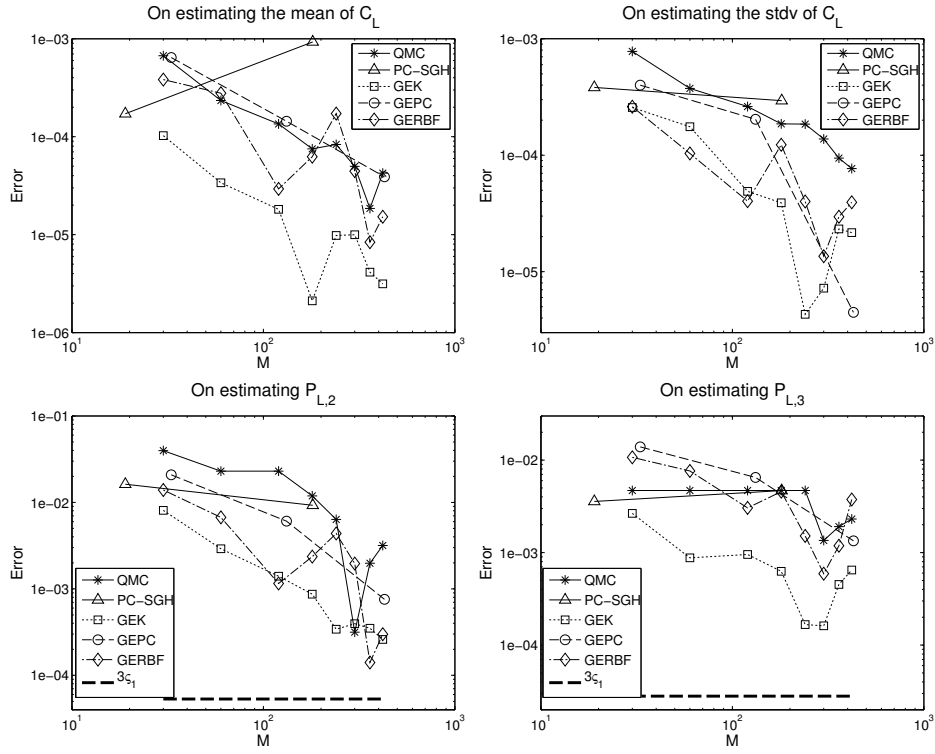 On estimating the mean of C_L
1e−03
1e−04
1e−05
1e−06
Error
10^1
10^2
10^3
M
QMC
PC−SGH
GEK
GEPC
GERBF
On estimating the stdv of C_L
1e−03
1e−04
1e−05
Error
10^1
10^2
10^3
M
QMC
PC−SGH
GEK
GEPC
GERBF
On estimating P_L,2
1e−01
1e−02
1e−03
1e−04
Error
10^1
10^2
10^3
M
QMC
PC−SGH
GEK
GEPC
GERBF
3ς_1
On estimating P_L,3
1e−02
1e−03
1e−04
Error
10^1
10^2
10^3
M
QMC
PC−SGH
GEK
GEPC
GERBF
3ς_1